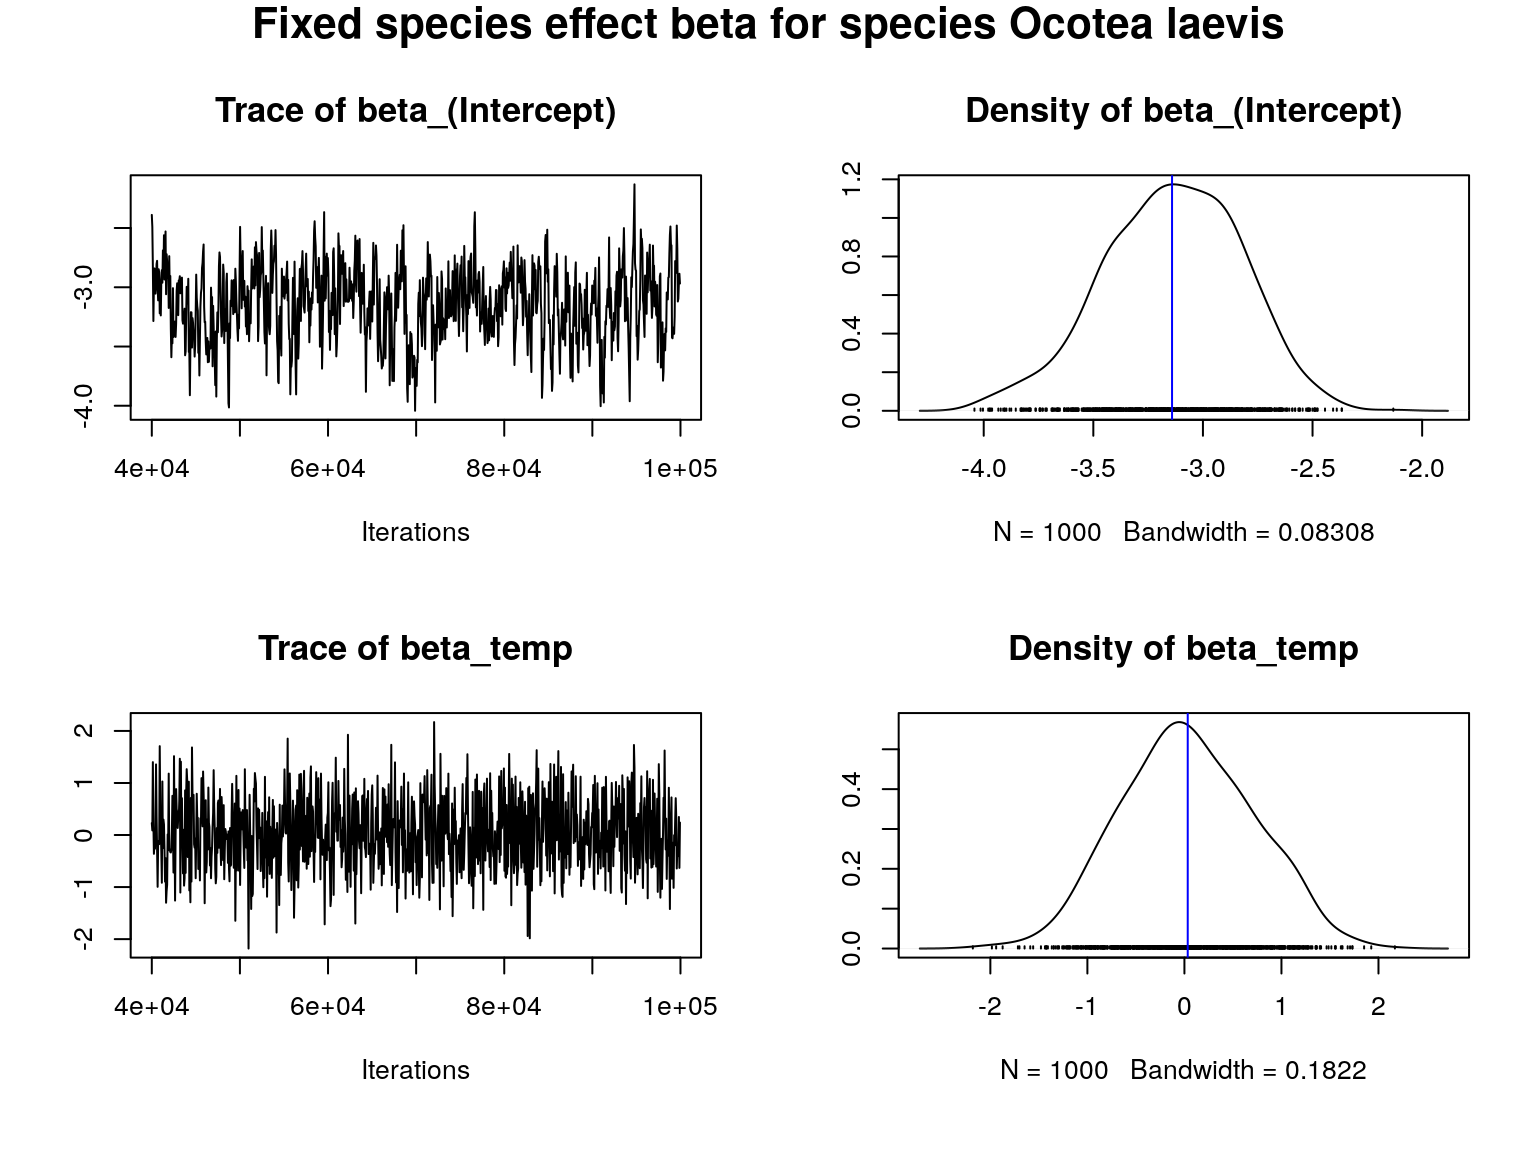 Fixed species effect beta for species Ocotea laevis
Trace of beta_(Intercept)
-3.0
-4.0
4e+04 6e+04 8e+04 1e+05
Iterations
Density of beta_(Intercept)
1.2
0.8
0.4
0.0
-4.0 -3.5 -3.0 -2.5 -2.0
N = 1000 Bandwidth = 0.08308
Trace of beta_temp
2
1
0
-1
-2
4e+04 6e+04 8e+04 1e+05
Iterations
Density of beta_temp
0.4
0.2
0.0
-2 -1 0 1 2
N = 1000 Bandwidth = 0.1822